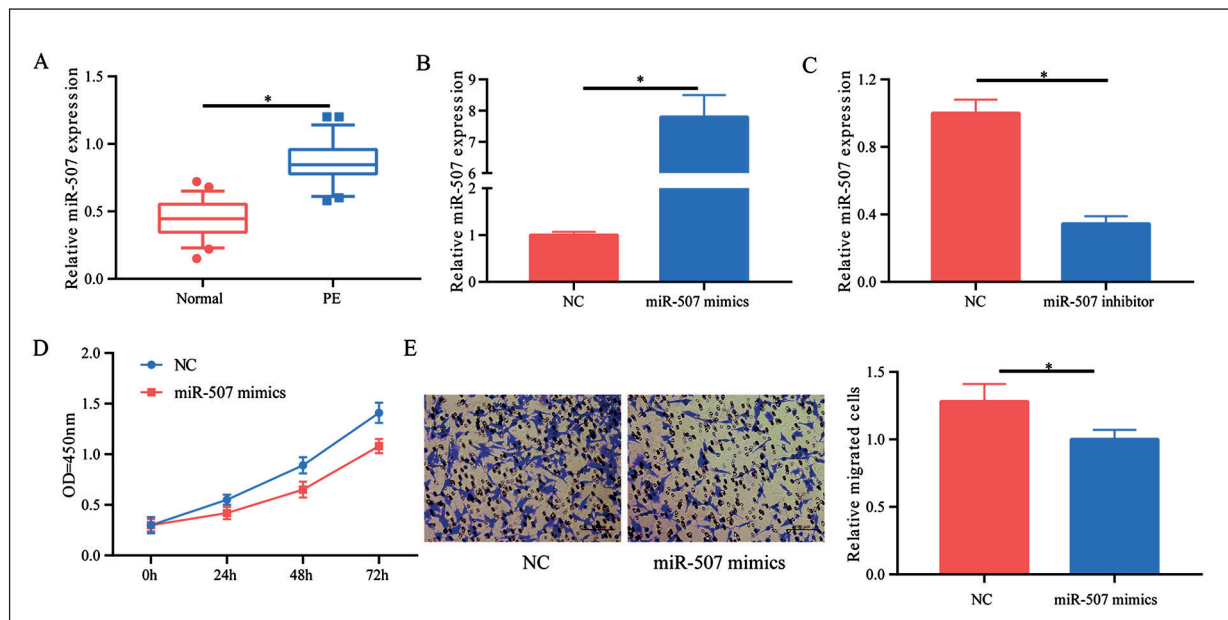 A
Relative miR-507 expression
1.5
1.0
0.5
0.0
*
Normal
PE
B
Relative miR-507 expression
9
8
7
6
2
1
0
*
NC
miR-507 mimics
C
Relative miR-507 expression
1.2
0.8
0.4
0.0
*
NC
miR-507 inhibitor
D
OD=450nm
2.0
1.5
1.0
0.5
0.0
NC
miR-507 mimics
0h
24h
48h
72h
E
NC
miR-507 mimics
Relative migrated cells
1.5
1.0
0.5
0.0
*
NC
miR-507 mimics